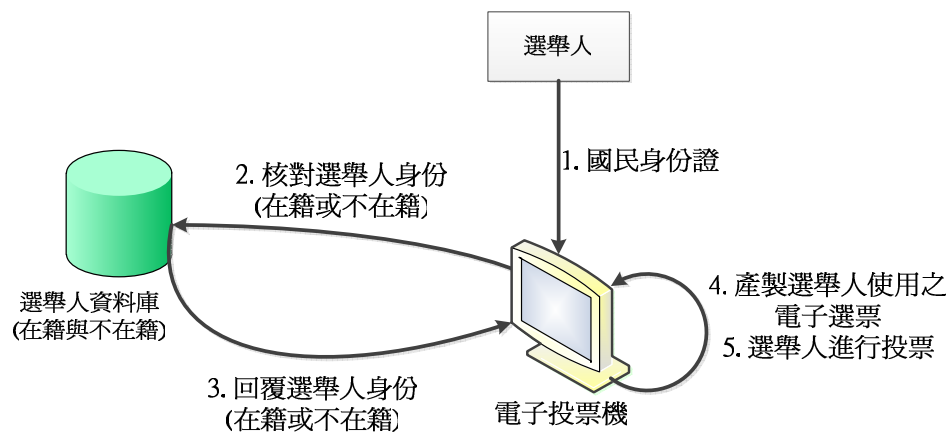 選舉人
1. 國民身份證
2. 核對選舉人身份
(在籍或不在籍)
選舉人資料庫
(在籍與不在籍)
3. 回覆選舉人身份
(在籍或不在籍)
4. 產製選舉人使用之
電子選票
5. 選舉人進行投票
電子投票機